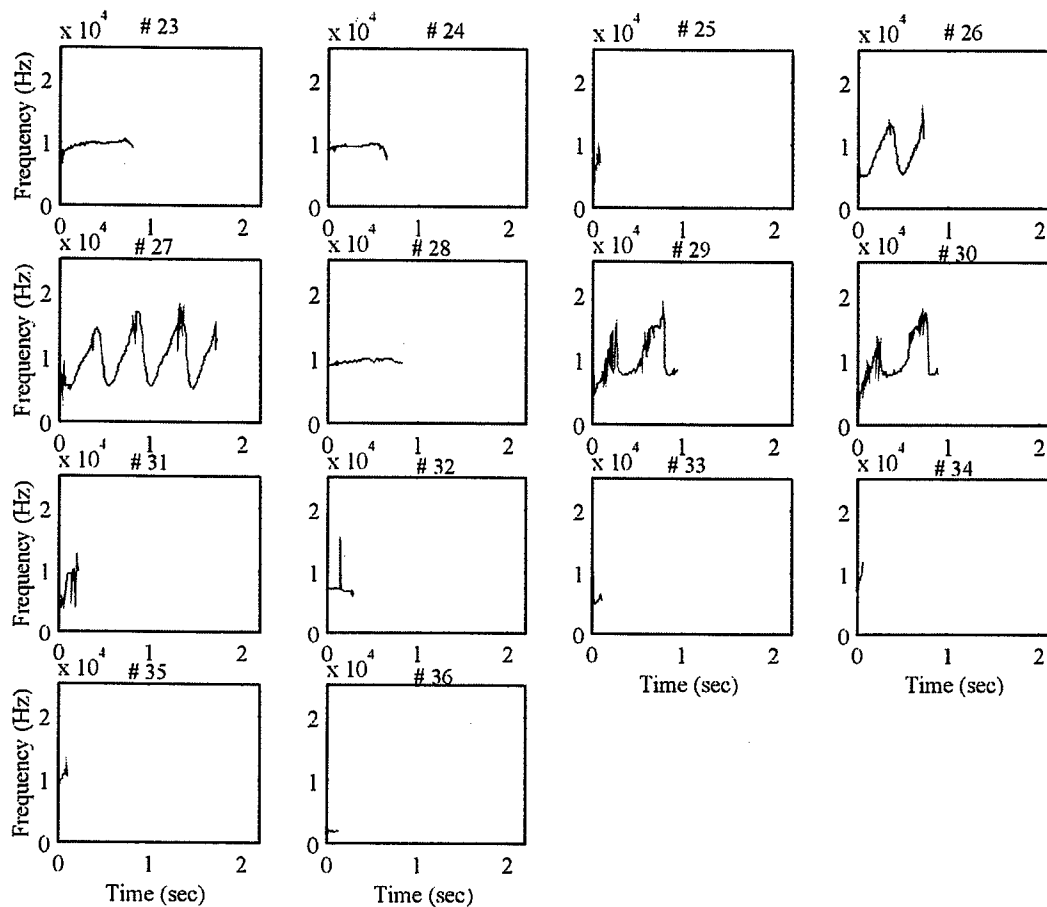 x 10⁴ # 23 x 10⁴ # 24 x 10⁴ # 25 x 10⁴ # 26
Frequency (Hz)
2 2 2 2
1 1 1 1
0 0 0 0
0 1 2 0 1 2 0 1 2 0 1 2
x 10⁴ # 27 x 10⁴ # 28 x 10⁴ # 29 x 10⁴ # 30
Frequency (Hz)
2 2 2 2
1 1 1 1
0 0 0 0
0 1 2 0 1 2 0 1 2 0 1 2
x 10⁴ # 31 x 10⁴ # 32 x 10⁴ # 33 x 10⁴ # 34
Frequency (Hz)
2 2 2 2
1 1 1 1
0 0 0 0
0 1 2 0 1 2 0 1 2 0 1 2
x 10⁴ # 35 x 10⁴ # 36 Time (sec) Time (sec)
Frequency (Hz)
2 2
1 1
0 0
0 1 2 0 1 2
Time (sec) Time (sec)